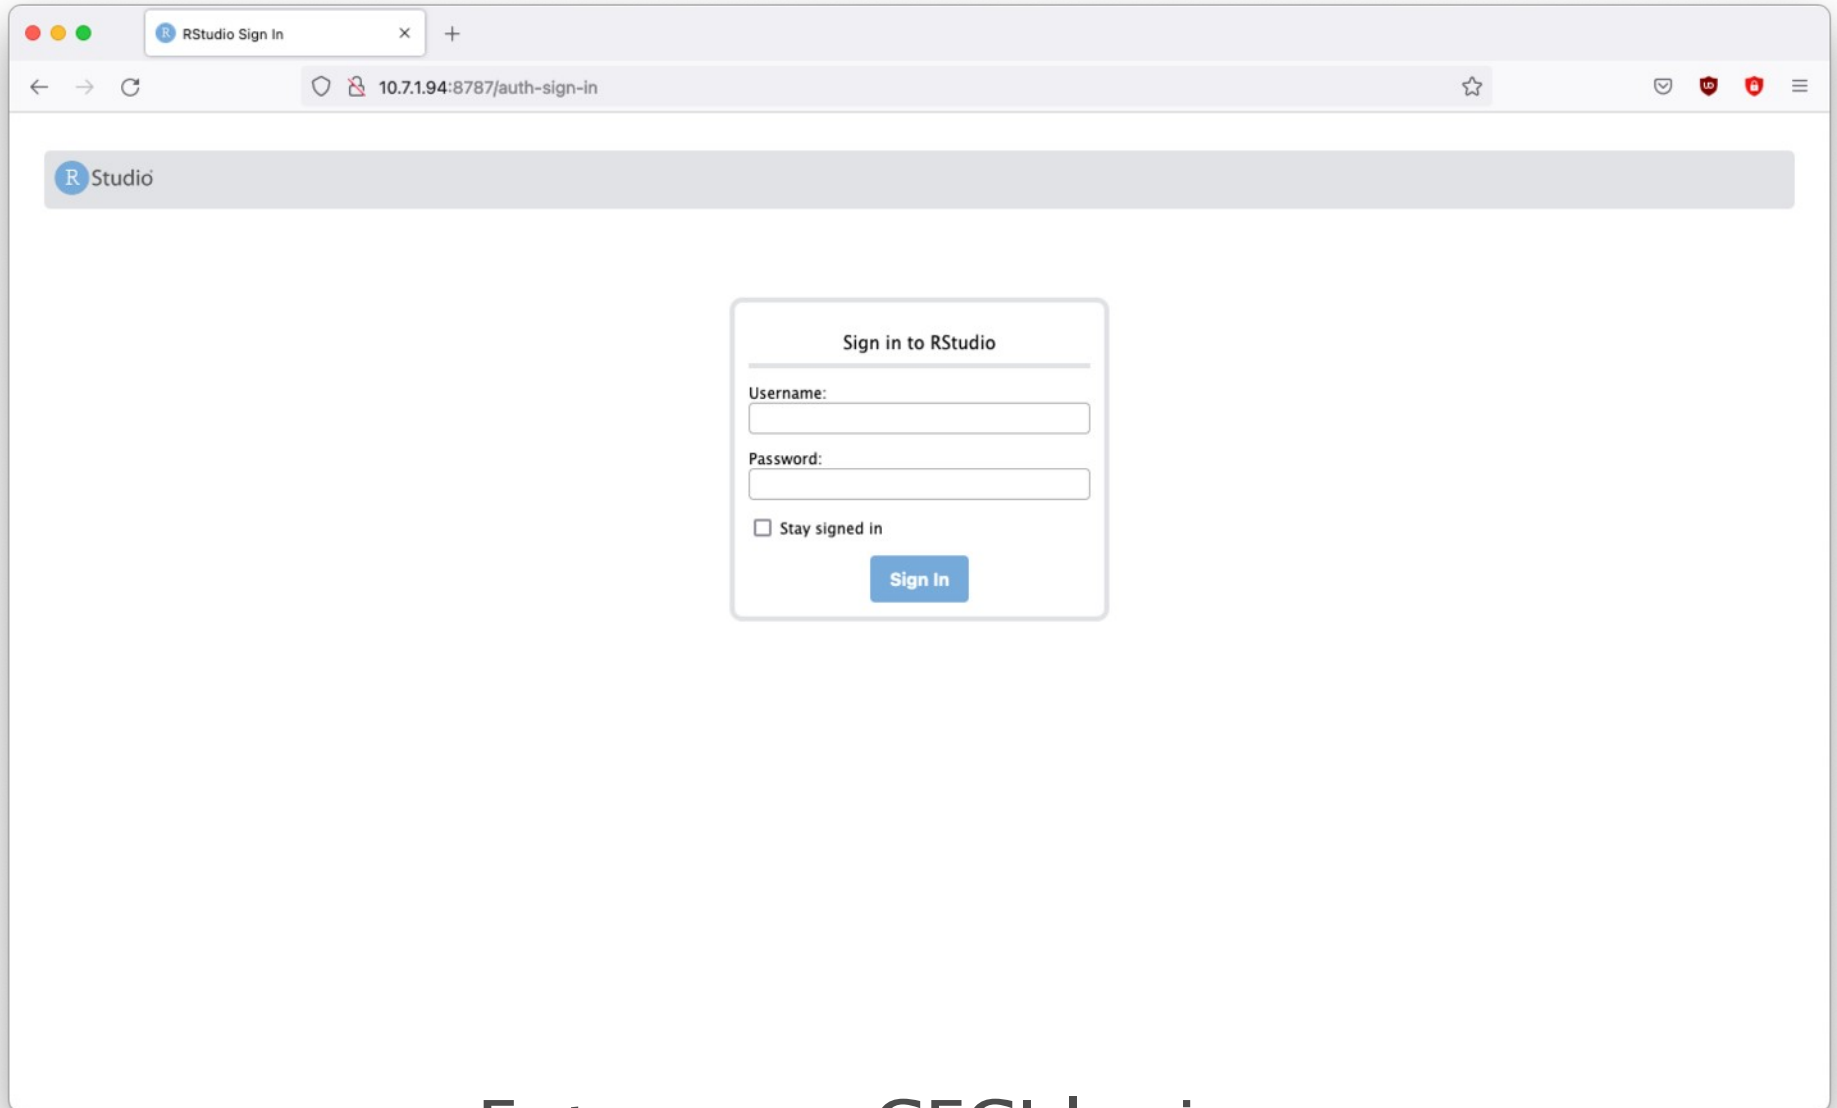 RStudio Sign In
10.7.1.94:8787/auth-sign-in
R Studio
Sign in to RStudio
Username:
Password:
Stay signed in
Sign In